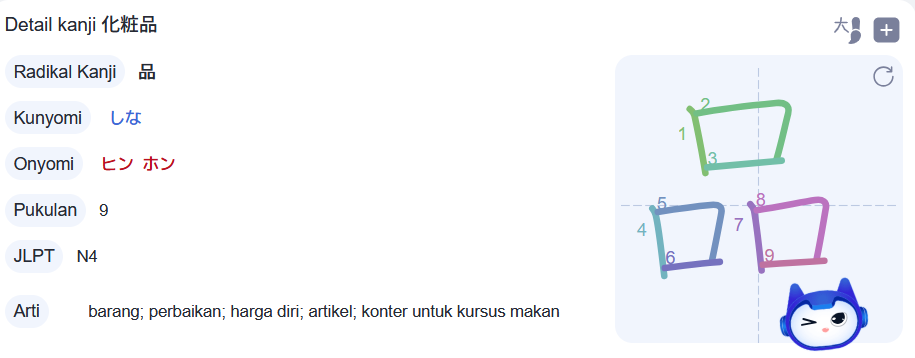 Detail kanji 化粧品
大
Radikal Kanji 品
Kunyomi しな
Onyomi ヒン ホン
Pukulan 9
JLPT N4
Arti barang; perbaikan; harga diri; artikel; konter untuk kursus makan
品
1
2
3
4
5
6
7
8
9